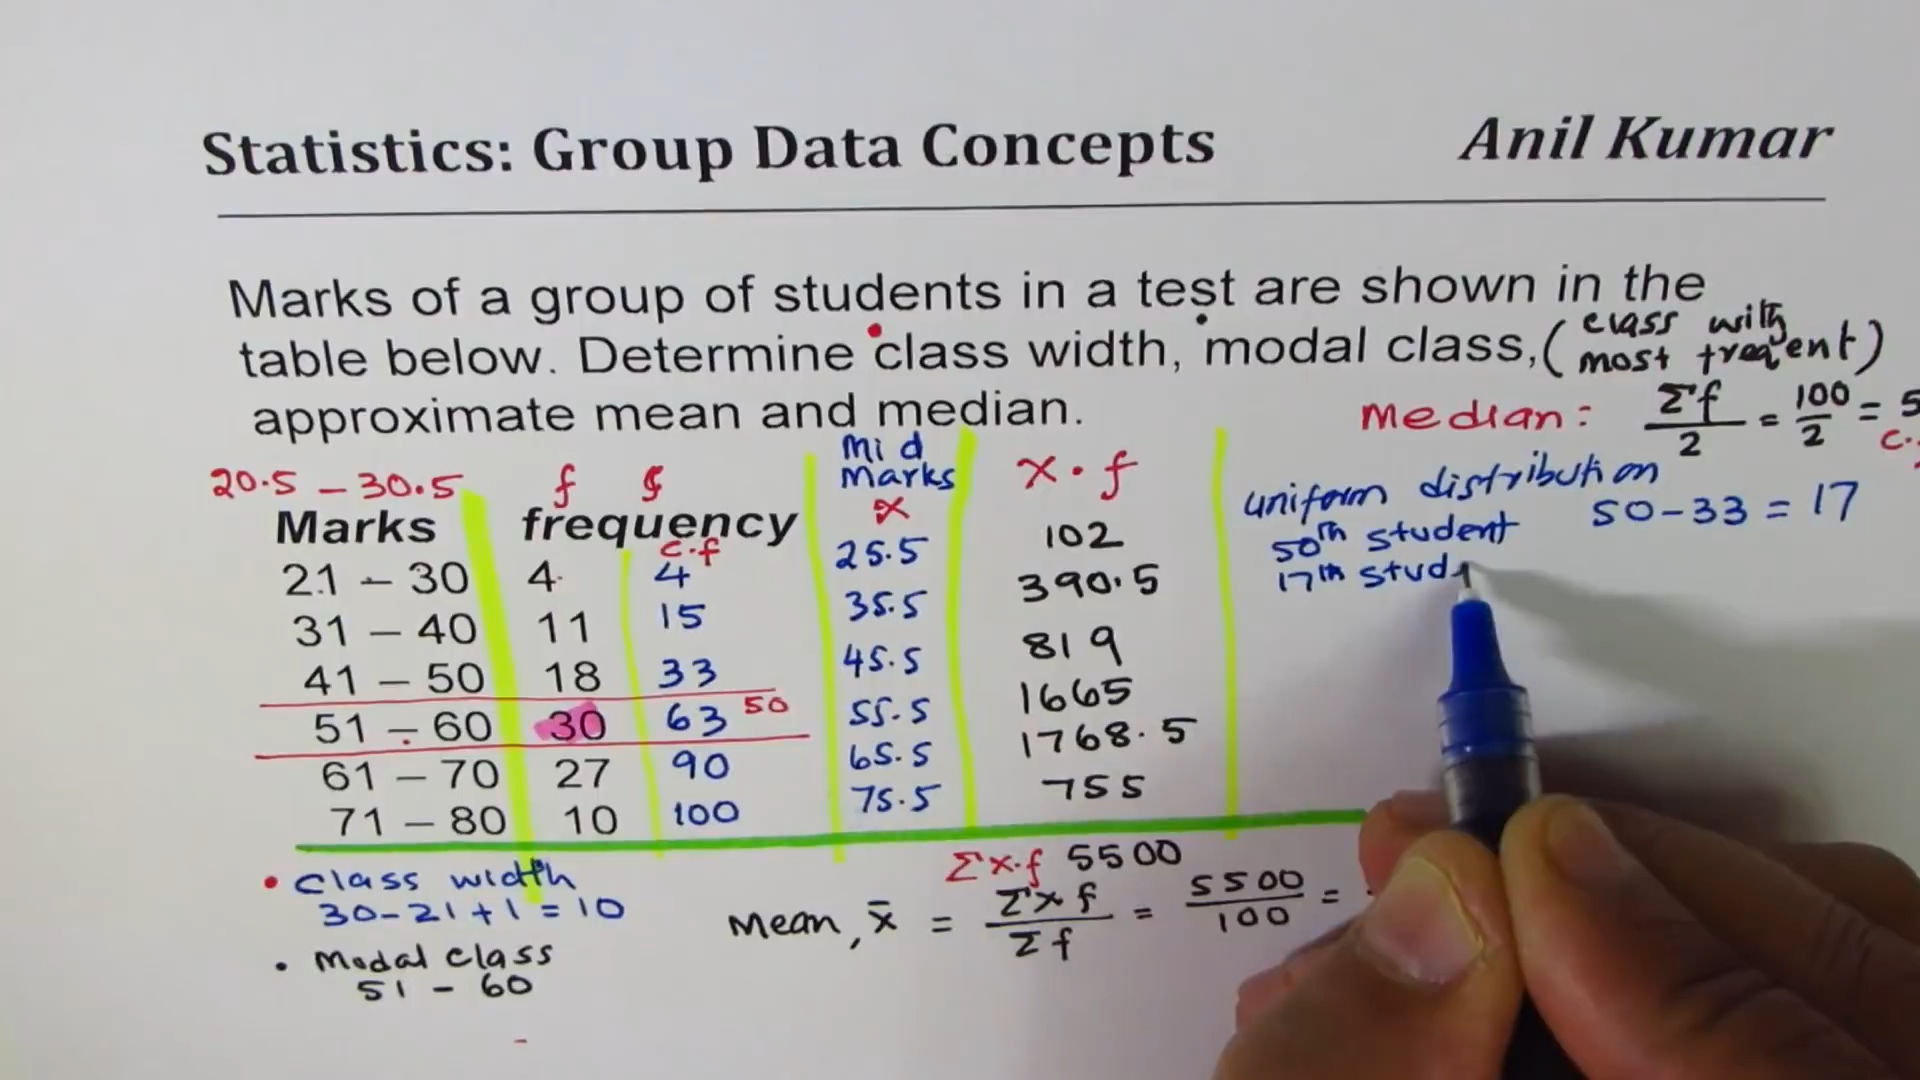 Statistics: Group Data Concepts Anil Kumar
Marks of a group of students in a test are shown in the
table below. Determine class width, modal class, (class with most frequent)
approximate mean and median.
Median: Σf/2 = 100/2 = 5
c.
20.5 - 30.5 f Mid Marks x x · f
Marks frequency c.f
21 - 30 4 4 25.5 102
31 - 40 11 15 35.5 390.5
41 - 50 18 33 45.5 819
51 - 60 30 63 50 55.5 1665
61 - 70 27 90 65.5 1768.5
71 - 80 10 100 75.5 755
uniform distribution
50th student 50-33 = 17
17th stud
Σx·f 5500
• class width
30-21+1 = 10
Mean, x̄ = Σxf/Σf = 5500/100 =
• Modal class
51 - 60